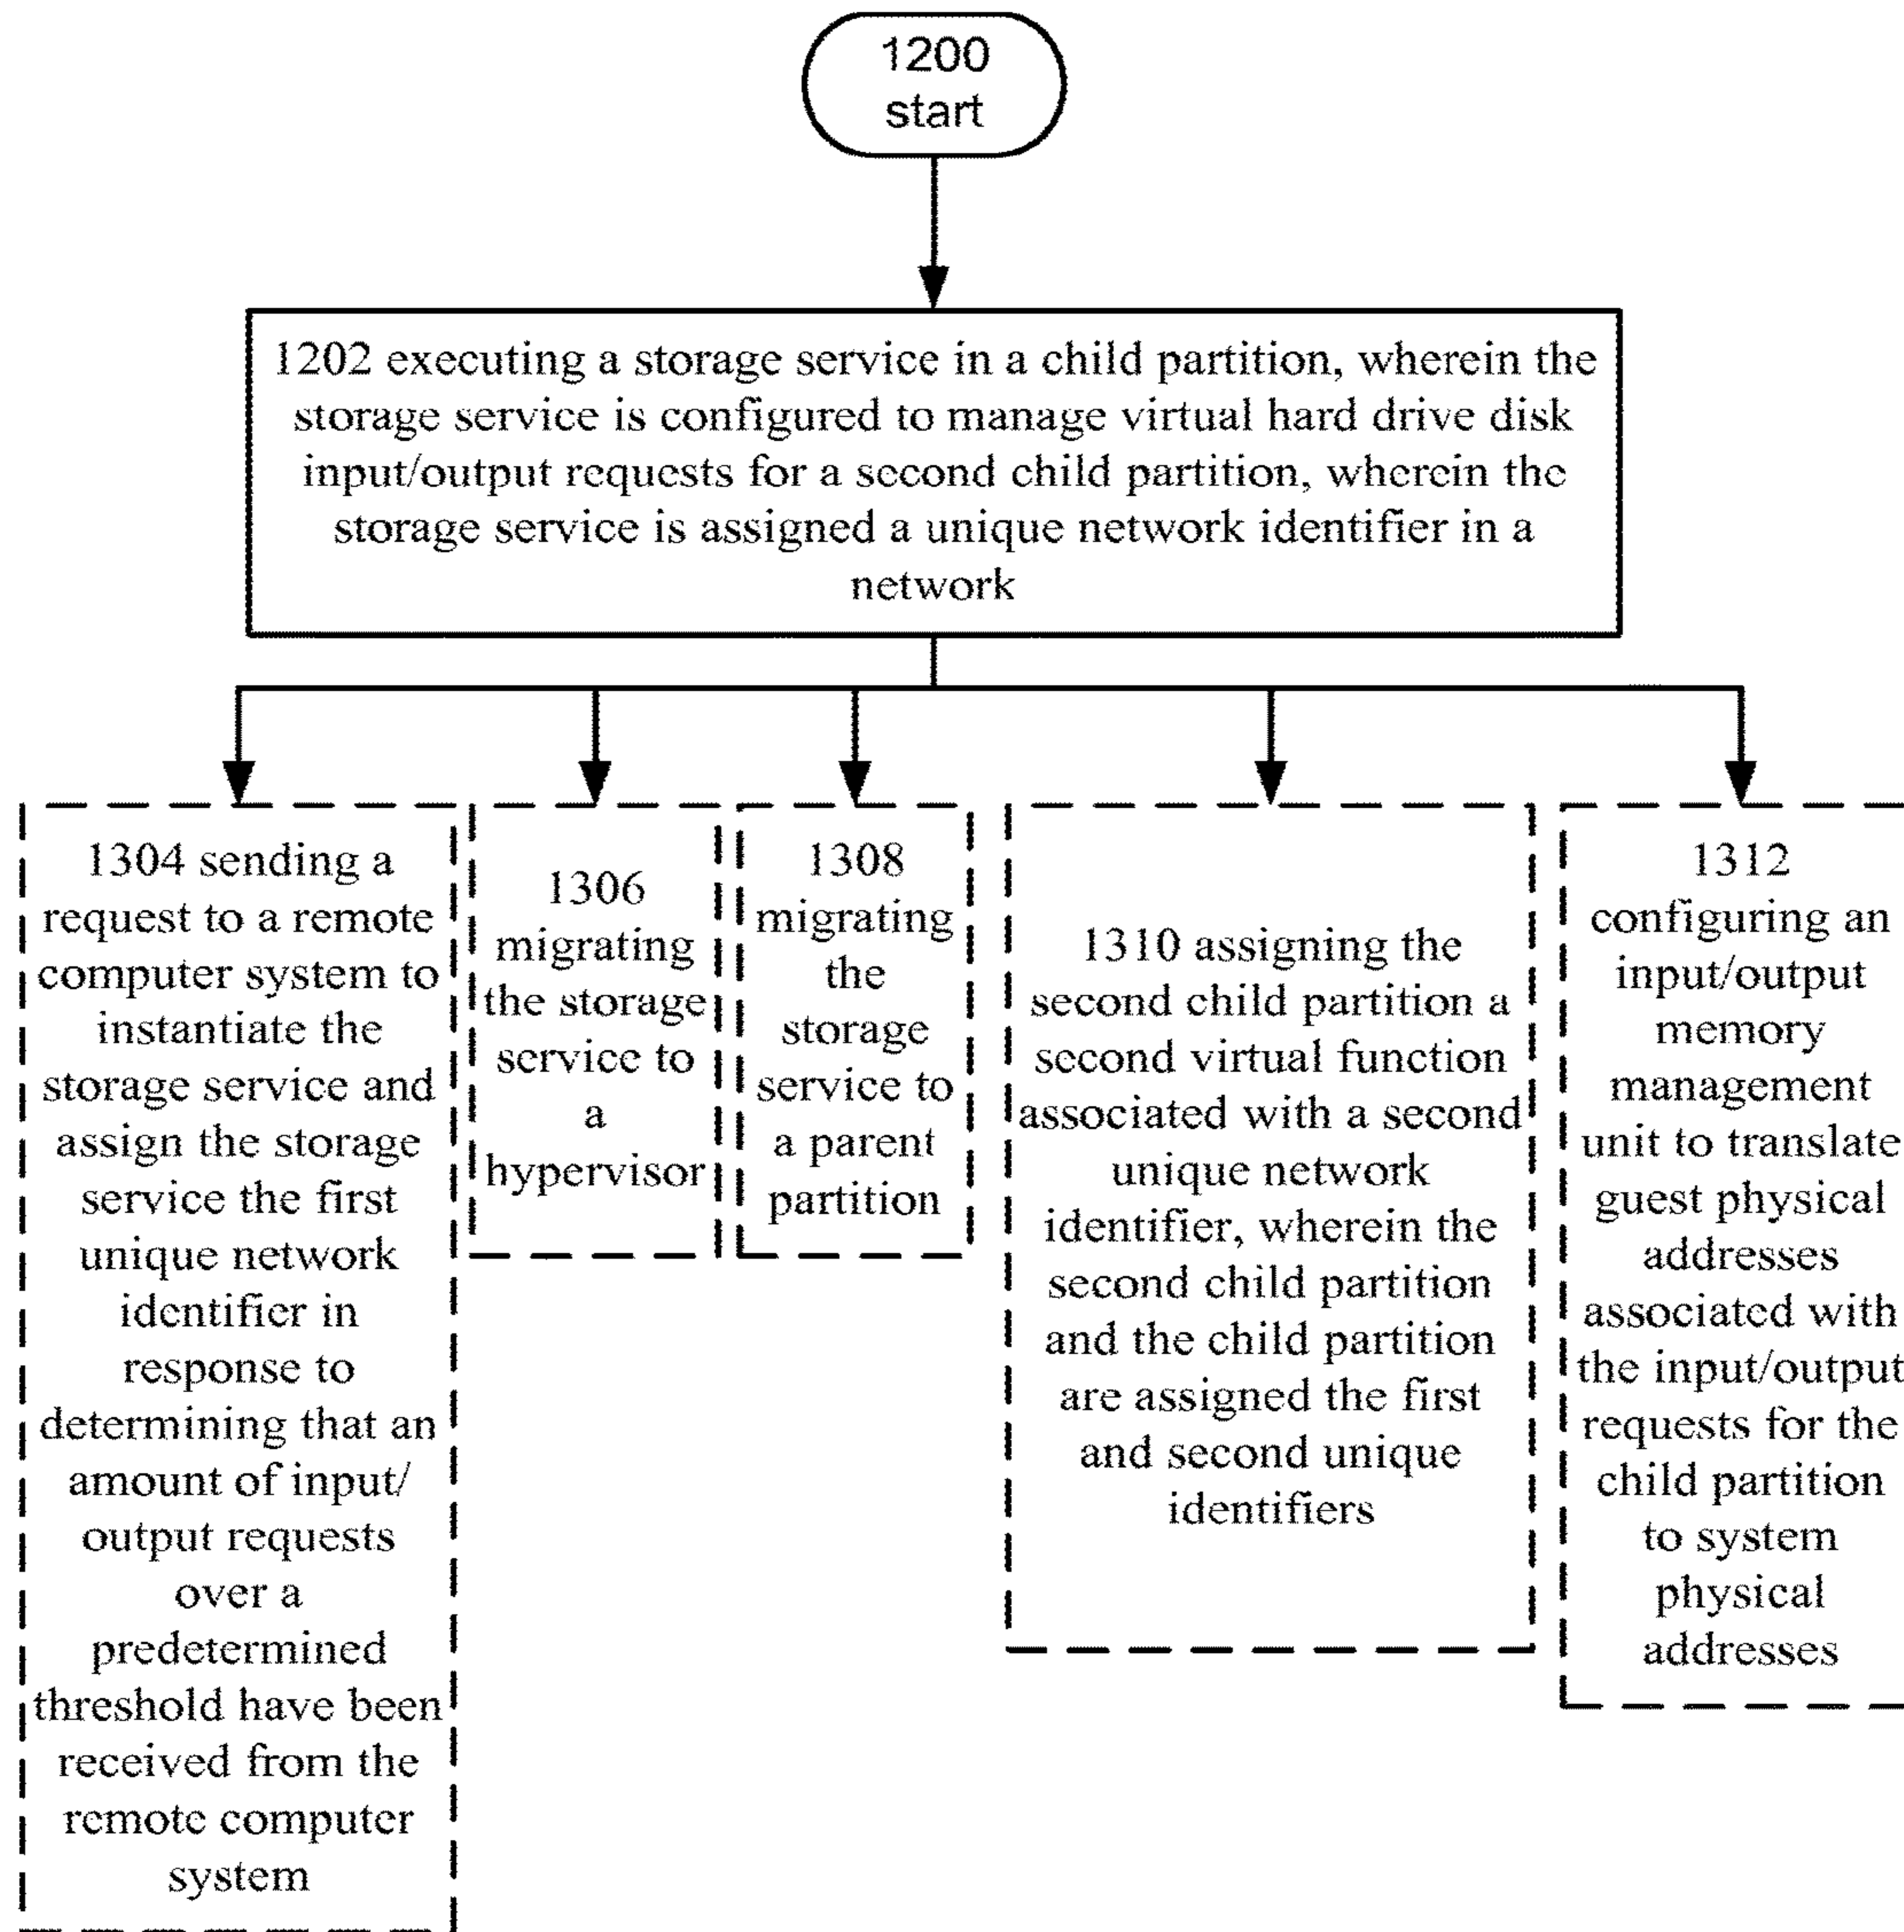 1200
start
1202 executing a storage service in a child partition, wherein the
storage service is configured to manage virtual hard drive disk
input/output requests for a second child partition, wherein the
storage service is assigned a unique network identifier in a
network
1304 sending a
request to a remote
computer system to
instantiate the
storage service and
assign the storage
service the first
unique network
identifier in
response to
determining that an
amount of input/
output requests
over a
predetermined
threshold have been
received from the
remote computer
system
1306
migrating
the storage
service to
a
hypervisor
1308
migrating
the
storage
service to
a parent
partition
1310 assigning the
second child partition a
second virtual function
associated with a second
unique network
identifier, wherein the
second child partition
and the child partition
are assigned the first
and second unique
identifiers
1312
configuring an
input/output
memory
management
unit to translate
guest physical
addresses
associated with
the input/output
requests for the
child partition
to system
physical
addresses